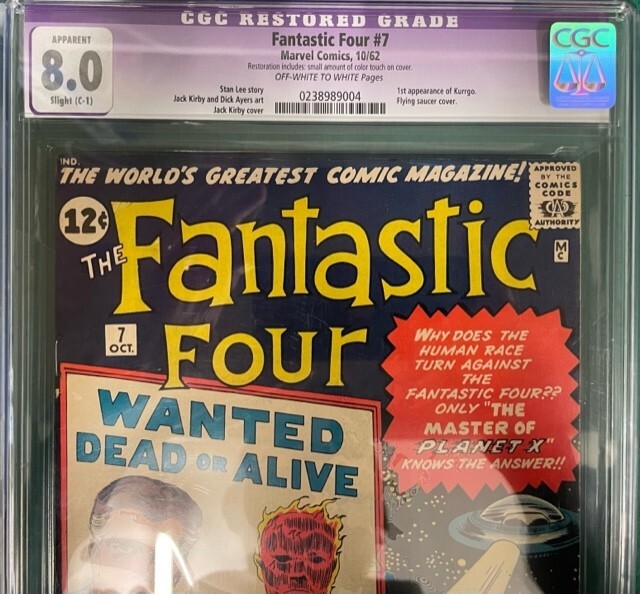 CGC RESTORED GRADE
APPARENT
8.0
Slight (C-1)
Fantastic Four #7
Marvel Comics, 10/62
Restoration includes: small amount of color touch on cover.
OFF-WHITE TO WHITE Pages
Stan Lee story
Jack Kirby and Dick Ayers art
Jack Kirby cover
0238989004
1st appearance of Kurrgo.
Flying saucer cover.
CGC
IND.
THE WORLD'S GREATEST COMIC MAGAZINE!
APPROVED
BY THE
COMICS
CODE
CA
AUTHORITY
12¢
THE
Fantastic
Four
MC
7
OCT.
WHY DOES THE
HUMAN RACE
TURN AGAINST
THE
FANTASTIC FOUR??
ONLY "THE
MASTER OF
PLANET X"
KNOWS THE ANSWER!!
WANTED
DEAD OR ALIVE